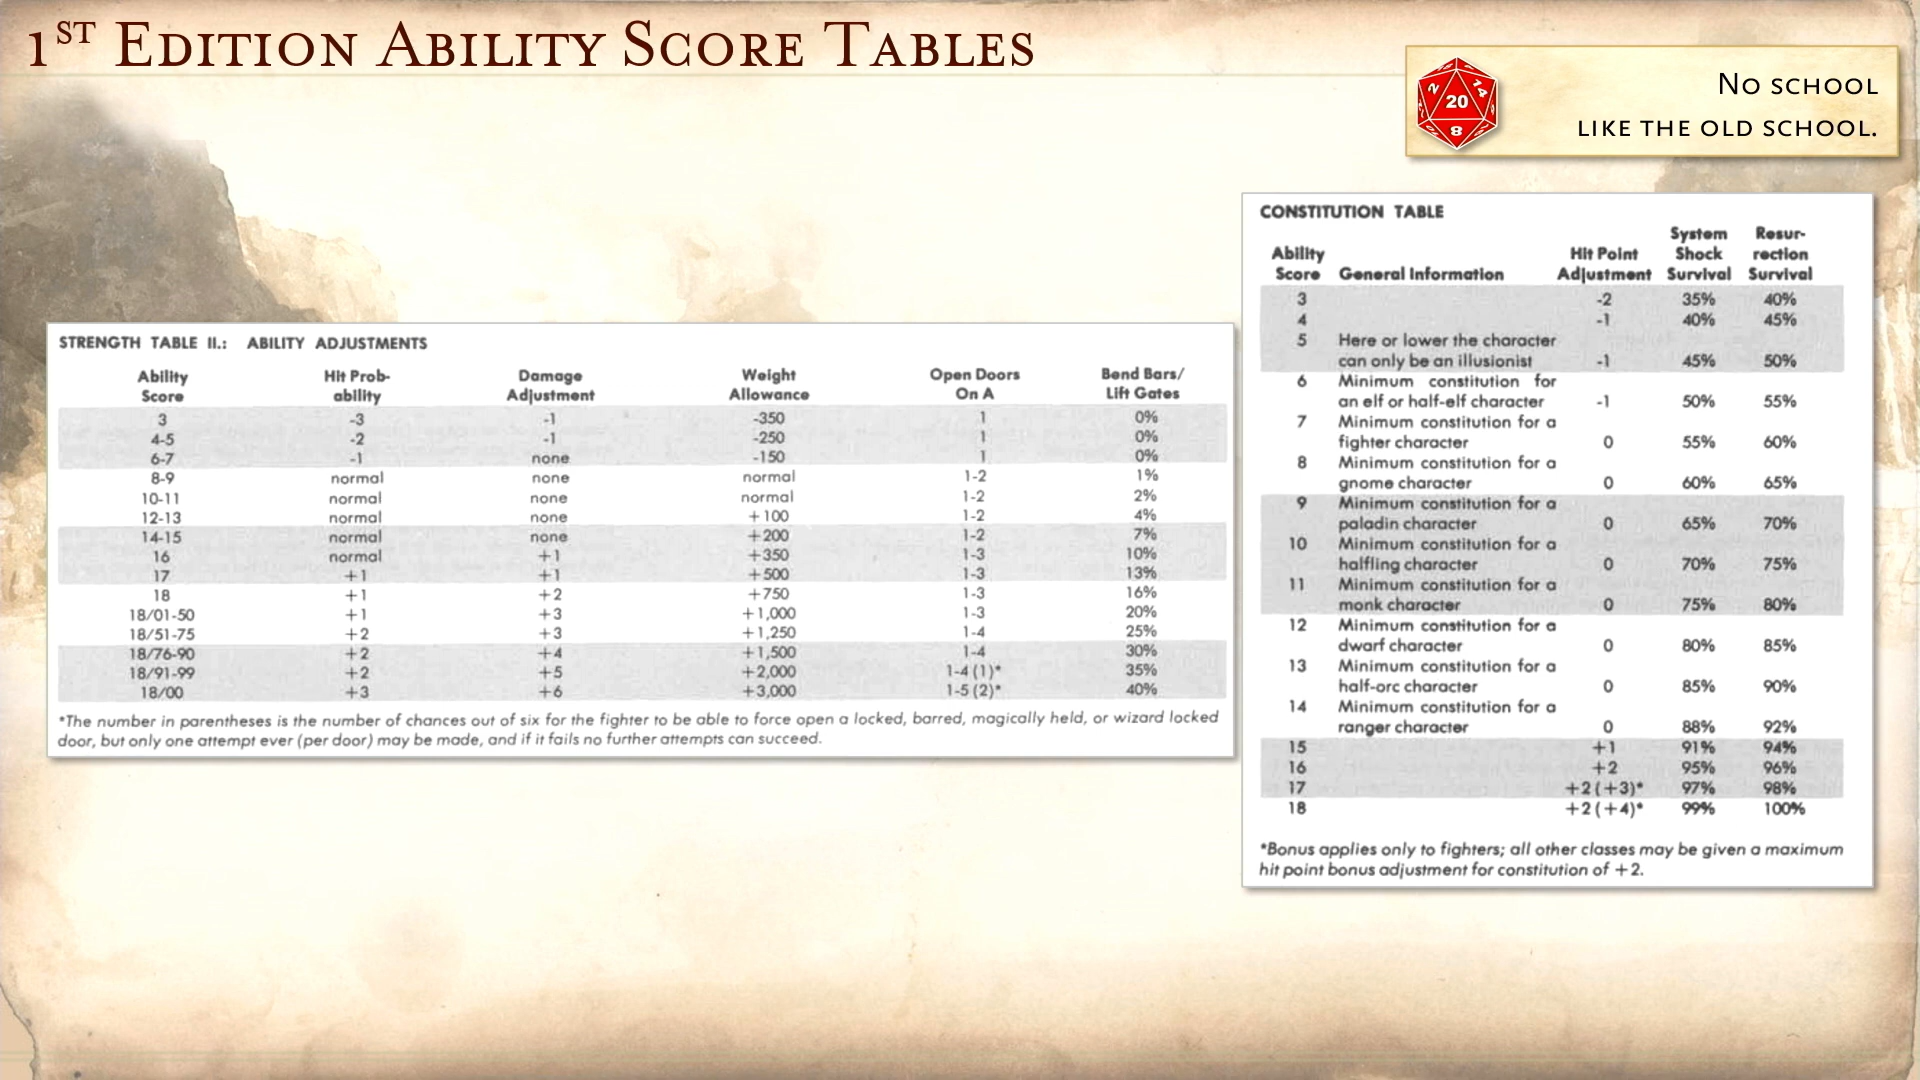 1ST EDITION ABILITY SCORE TABLES
NO SCHOOL
LIKE THE OLD SCHOOL.
20
8
2
14
STRENGTH TABLE II.: ABILITY ADJUSTMENTS
Ability Score Hit Prob-ability Damage Adjustment Weight Allowance Open Doors On A Bend Bars/ Lift Gates
3 -3 -1 -350 1 0%
4-5 -2 -1 -250 1 0%
6-7 -1 none -150 1 0%
8-9 normal none normal 1-2 1%
10-11 normal none normal 1-2 2%
12-13 normal none +100 1-2 4%
14-15 normal none +200 1-2 7%
16 normal +1 +350 1-3 10%
17 +1 +1 +500 1-3 13%
18 +1 +2 +750 1-3 16%
18/01-50 +1 +3 +1,000 1-3 20%
18/51-75 +2 +3 +1,250 1-4 25%
18/76-90 +2 +4 +1,500 1-4 30%
18/91-99 +2 +5 +2,000 1-4 (1)* 35%
18/00 +3 +6 +3,000 1-5 (2)* 40%
*The number in parentheses is the number of chances out of six for the fighter to be able to force open a locked, barred, magically held, or wizard locked
door, but only one attempt ever (per door) may be made, and if it fails no further attempts can succeed.
CONSTITUTION TABLE
System Resur-
Ability Hit Point Shock rection
Score General Information Adjustment Survival Survival
3 -2 35% 40%
4 -1 40% 45%
5 Here or lower the character
can only be an illusionist -1 45% 50%
6 Minimum constitution for
an elf or half-elf character -1 50% 55%
7 Minimum constitution for a
fighter character 0 55% 60%
8 Minimum constitution for a
gnome character 0 60% 65%
9 Minimum constitution for a
paladin character 0 65% 70%
10 Minimum constitution for a
halfling character 0 70% 75%
11 Minimum constitution for a
monk character 0 75% 80%
12 Minimum constitution for a
dwarf character 0 80% 85%
13 Minimum constitution for a
half-orc character 0 85% 90%
14 Minimum constitution for a
ranger character 0 88% 92%
15 +1 91% 94%
16 +2 95% 96%
17 +2 (+3)* 97% 98%
18 +2 (+4)* 99% 100%
*Bonus applies only to fighters; all other classes may be given a maximum
hit point bonus adjustment for constitution of +2.